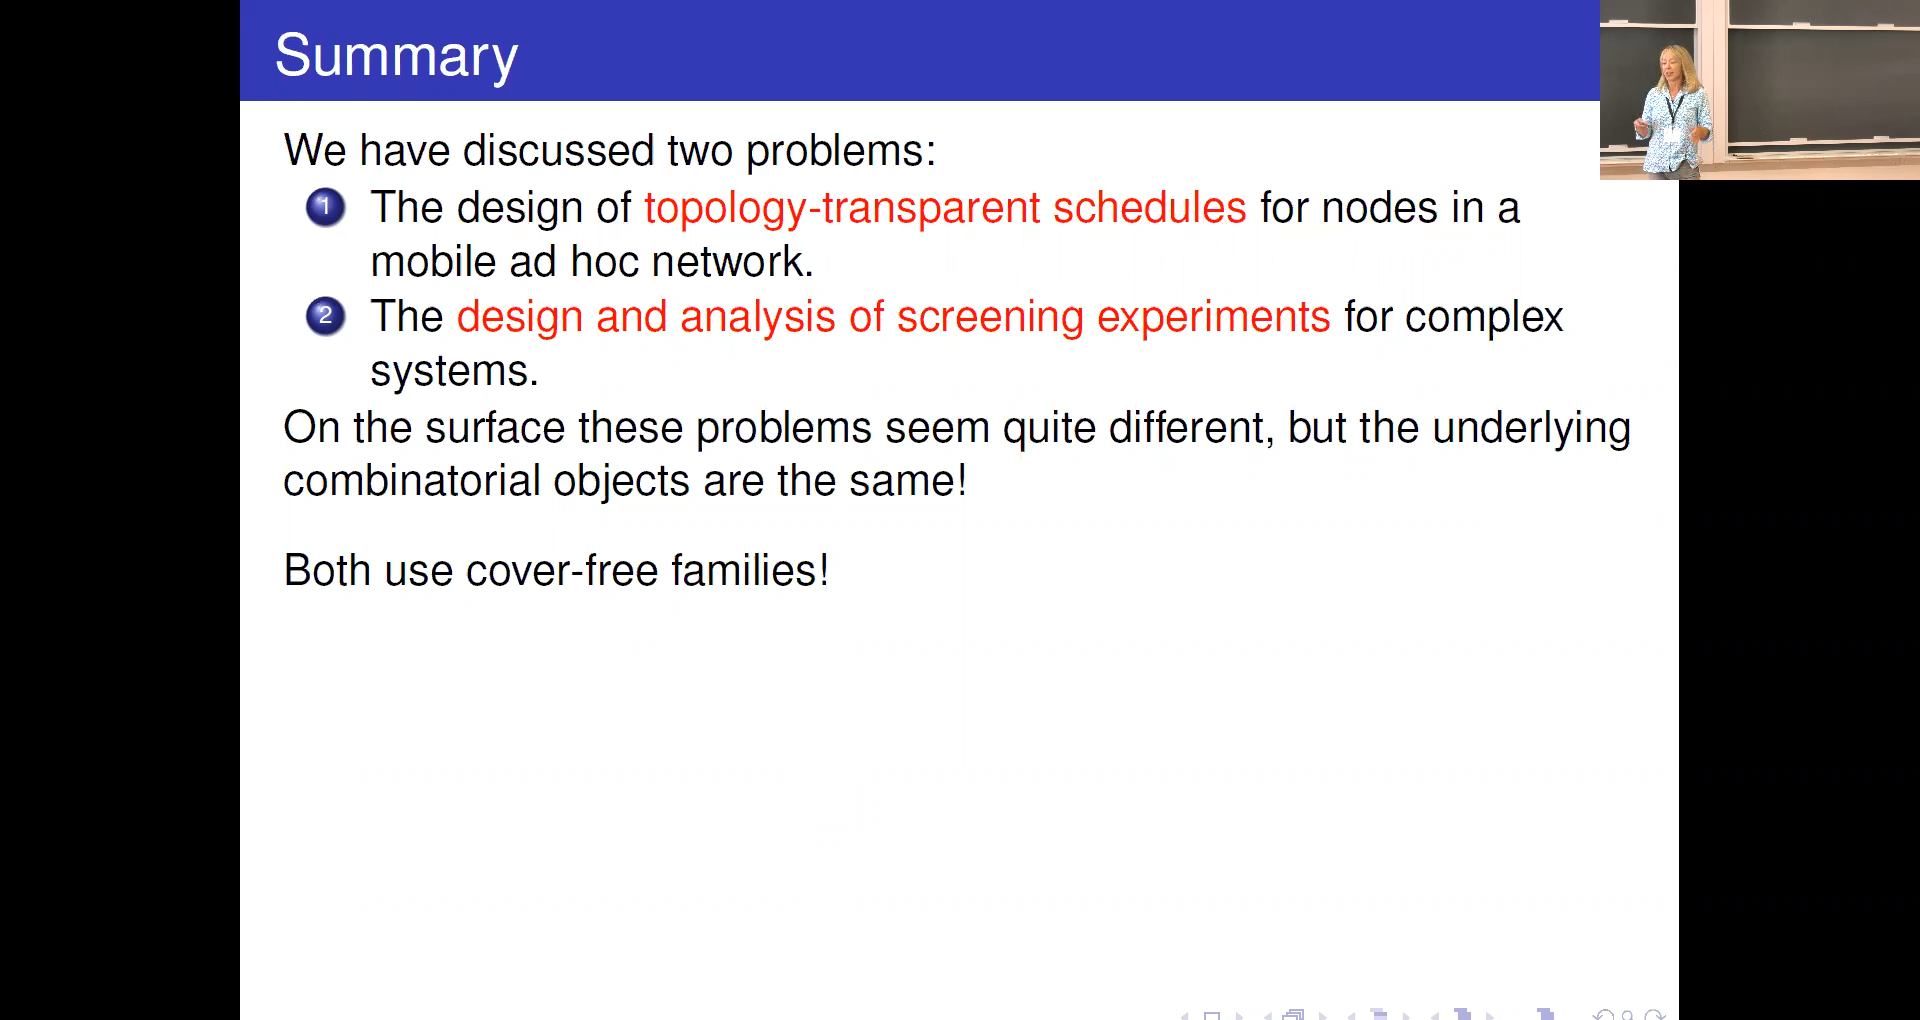 Summary
We have discussed two problems:
1 The design of topology-transparent schedules for nodes in a
mobile ad hoc network.
2 The design and analysis of screening experiments for complex
systems.
On the surface these problems seem quite different, but the underlying
combinatorial objects are the same!
Both use cover-free families!